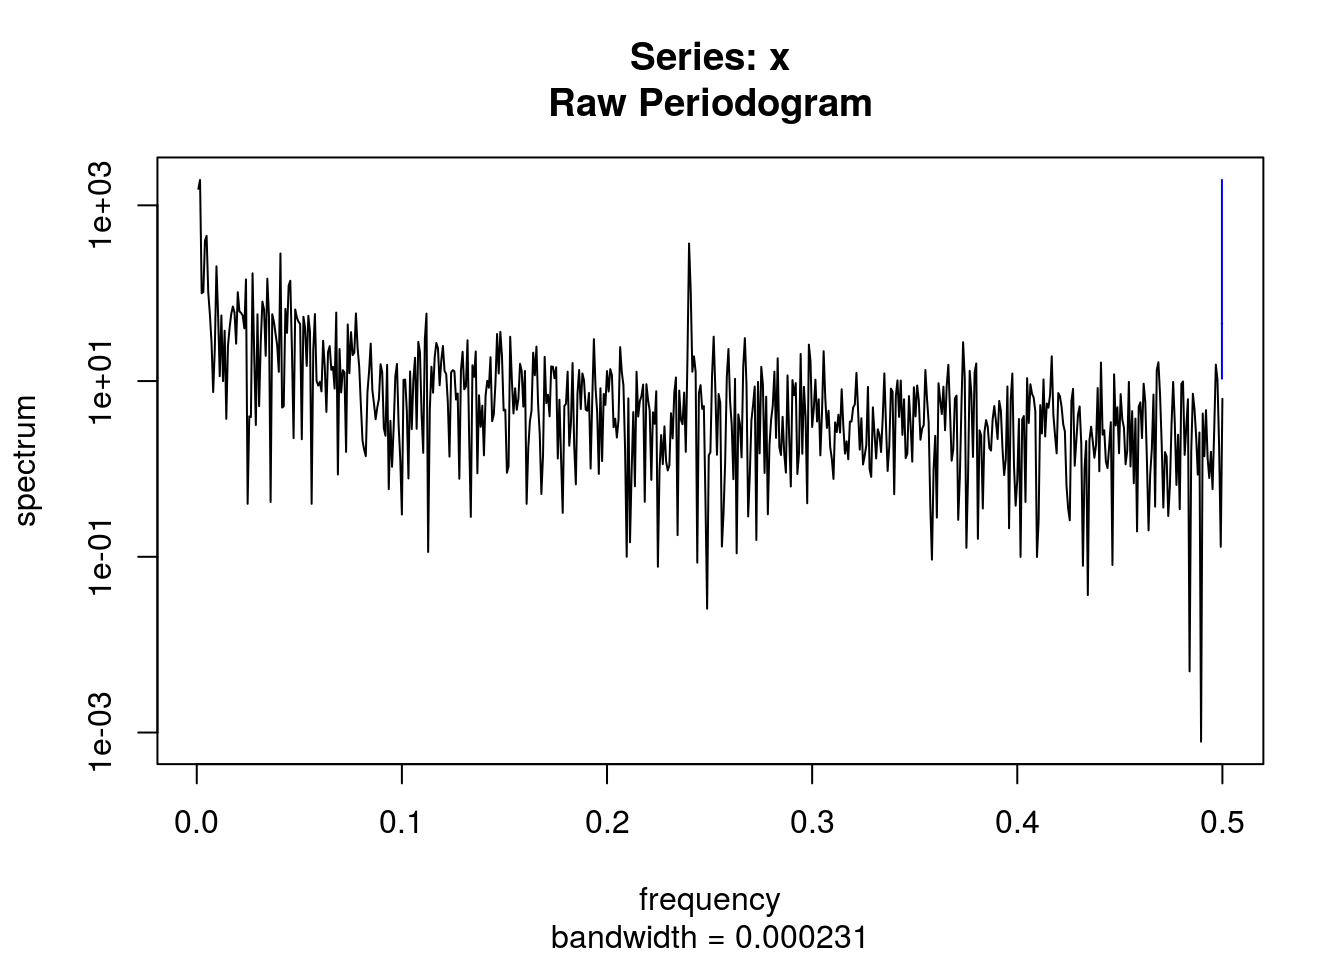 Series: x
Raw Periodogram
spectrum
1e+03
1e+01
1e-01
1e-03
0.0 0.1 0.2 0.3 0.4 0.5
frequency
bandwidth = 0.000231